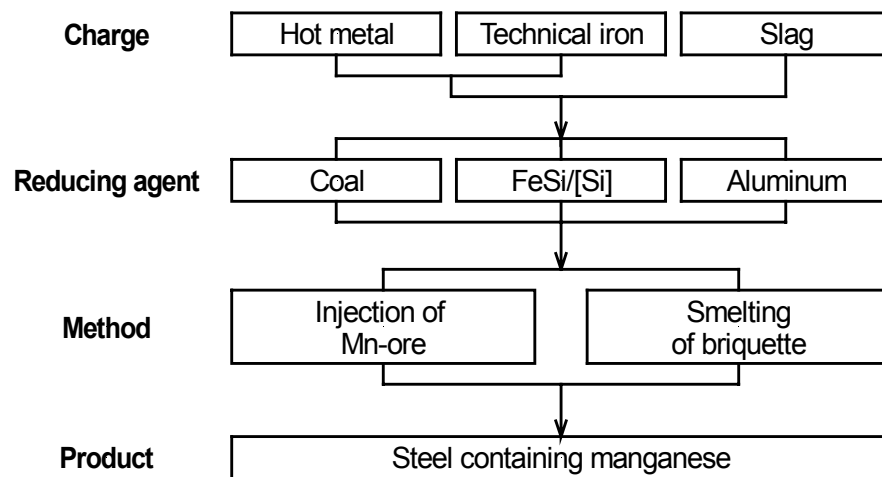 Charge
Hot metal
Technical iron
Slag
Reducing agent
Coal
FeSi/[Si]
Aluminum
Method
Injection of
Mn-ore
Smelting
of briquette
Product
Steel containing manganese